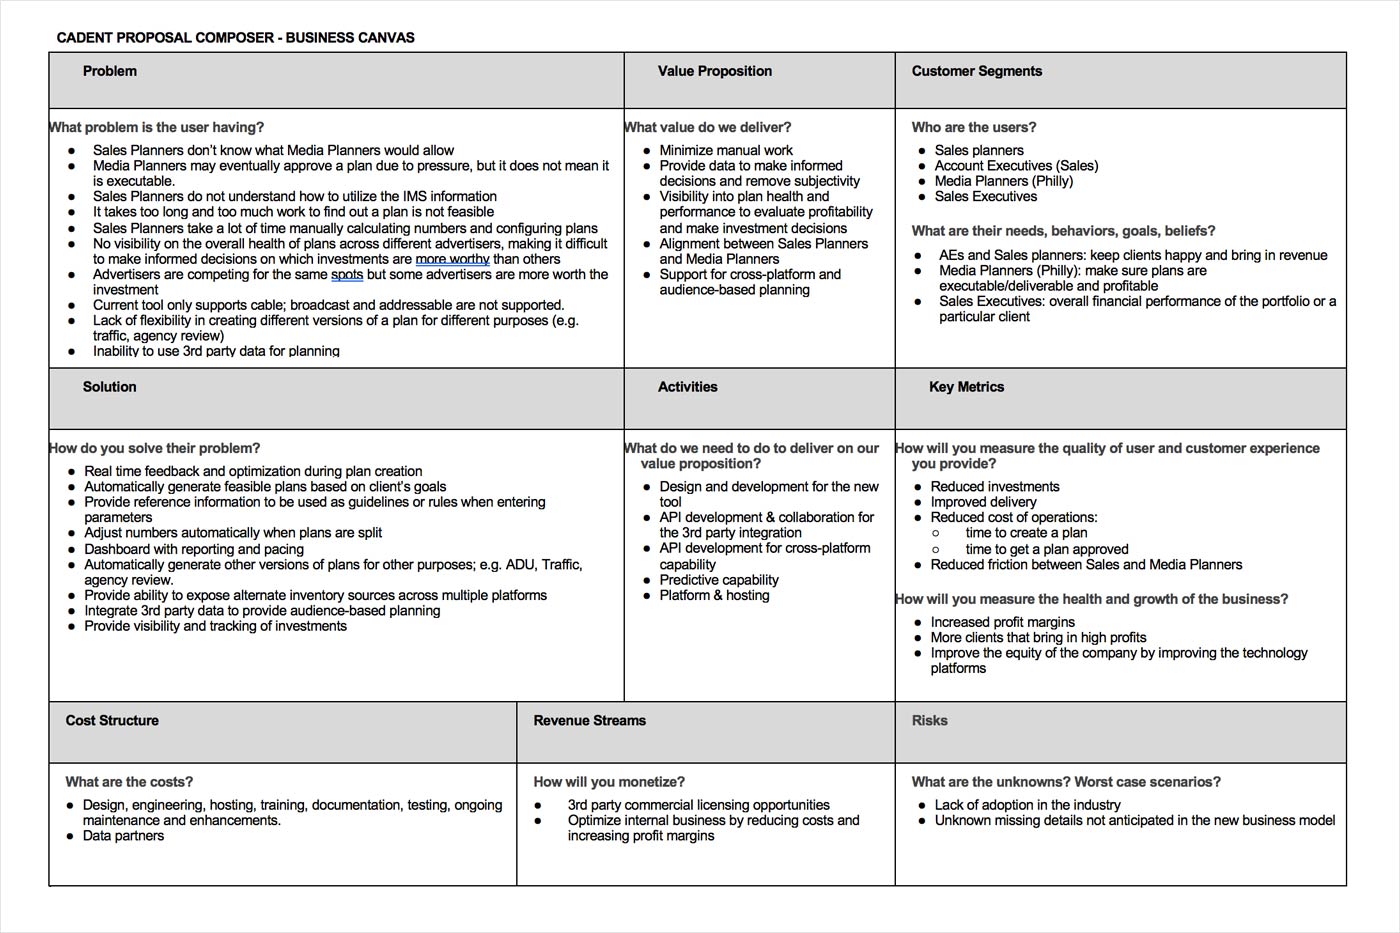 CADENT PROPOSAL COMPOSER - BUSINESS CANVAS
Problem
What problem is the user having?
● Sales Planners don’t know what Media Planners would allow
● Media Planners may eventually approve a plan due to pressure, but it does not mean it
is executable.
● Sales Planners do not understand how to utilize the IMS information
● It takes too long and too much work to find out a plan is not feasible
● Sales Planners take a lot of time manually calculating numbers and configuring plans
● No visibility on the overall health of plans across different advertisers, making it difficult
to make informed decisions on which investments are more worthy than others
● Advertisers are competing for the same spots but some advertisers are more worth the
investment
● Current tool only supports cable; broadcast and addressable are not supported.
● Lack of flexibility in creating different versions of a plan for different purposes (e.g.
traffic, agency review)
● Inability to use 3rd party data for planning
Value Proposition
What value do we deliver?
● Minimize manual work
● Provide data to make informed
decisions and remove subjectivity
● Visibility into plan health and
performance to evaluate profitability
and make investment decisions
● Alignment between Sales Planners
and Media Planners
● Support for cross-platform and
audience-based planning
Customer Segments
Who are the users?
● Sales planners
● Account Executives (Sales)
● Media Planners (Philly)
● Sales Executives
What are their needs, behaviors, goals, beliefs?
● AEs and Sales planners: keep clients happy and bring in revenue
● Media Planners (Philly): make sure plans are
executable/deliverable and profitable
● Sales Executives: overall financial performance of the portfolio or a
particular client
Solution
How do you solve their problem?
● Real time feedback and optimization during plan creation
● Automatically generate feasible plans based on client’s goals
● Provide reference information to be used as guidelines or rules when entering
parameters
● Adjust numbers automatically when plans are split
● Dashboard with reporting and pacing
● Automatically generate other versions of plans for other purposes; e.g. ADU, Traffic,
agency review.
● Provide ability to expose alternate inventory sources across multiple platforms
● Integrate 3rd party data to provide audience-based planning
● Provide visibility and tracking of investments
Activities
What do we need to do to deliver on our
value proposition?
● Design and development for the new
tool
● API development & collaboration for
the 3rd party integration
● API development for cross-platform
capability
● Predictive capability
● Platform & hosting
Key Metrics
How will you measure the quality of user and customer experience
you provide?
● Reduced investments
● Improved delivery
● Reduced cost of operations:
○ time to create a plan
○ time to get a plan approved
● Reduced friction between Sales and Media Planners
How will you measure the health and growth of the business?
● Increased profit margins
● More clients that bring in high profits
● Improve the equity of the company by improving the technology
platforms
Cost Structure
What are the costs?
● Design, engineering, hosting, training, documentation, testing, ongoing
maintenance and enhancements.
● Data partners
Revenue Streams
How will you monetize?
● 3rd party commercial licensing opportunities
● Optimize internal business by reducing costs and
increasing profit margins
Risks
What are the unknowns? Worst case scenarios?
● Lack of adoption in the industry
● Unknown missing details not anticipated in the new business model